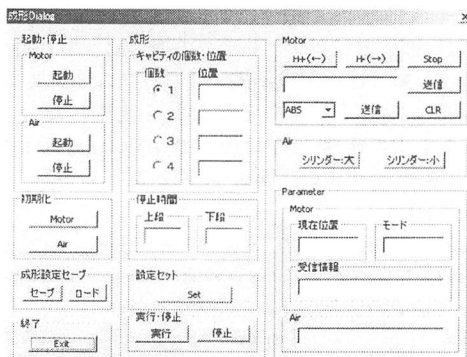 成形Dialog
起動・停止
Motor
起動
停止
Air
起動
停止
初期化
Motor
Air
成形設定セーブ
セーブ ロード
終了
Exit
成形
キャビティの個数・位置
個数 位置
1
2
3
4
停止時間
上段 下段
設定セット
Set
実行・停止
実行 停止
Motor
H+(←) H+(→) Stop
送信
ABS 送信 CLR
Air
シリンダー:大 シリンダー:小
Parameter
Motor
現在位置 モード
受信情報
Air